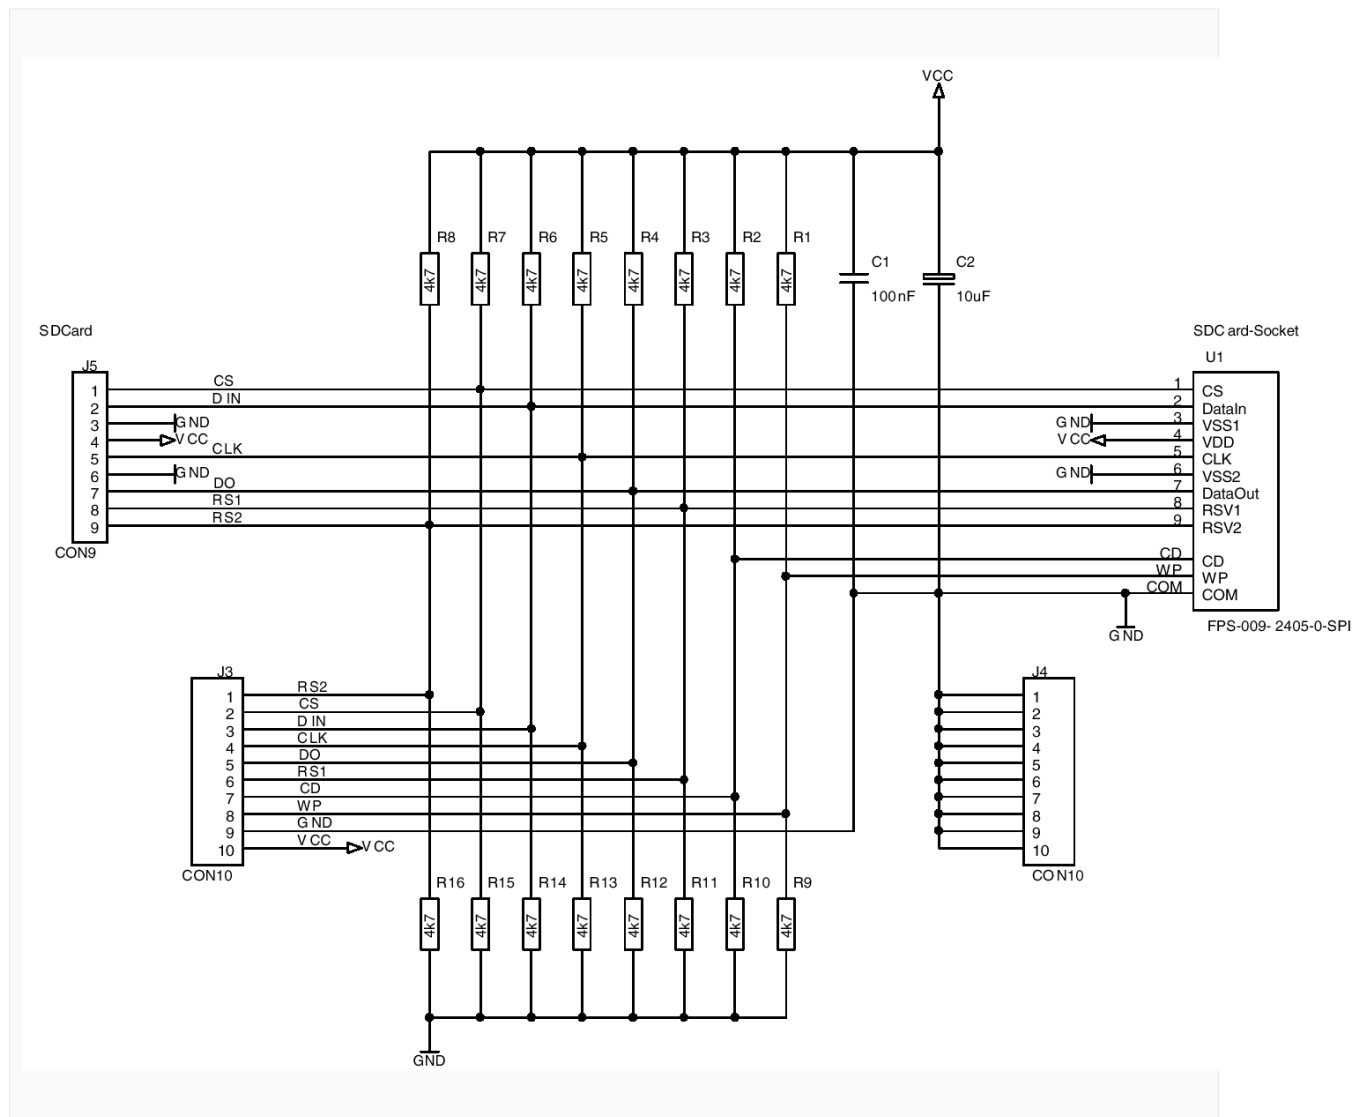 VCC
R8 R7 R6 R5 R4 R3 R2 R1
4k7 4k7 4k7 4k7 4k7 4k7 4k7 4k7
C1 C2
100nF 10uF
SDCard SDC ard-Socket
J5 U1
1 CS 1 CS
2 D IN 2 DataIn
3 GND GND 3 VSS1
4 VCC VCC 4 VDD
5 CLK 5 CLK
6 GND GND 6 VSS2
7 DO 7 DataOut
8 RS1 8 RSV1
9 RS2 9 RSV2
CON9
CD CD
WP WP
COM COM
GND
FPS-009- 2405-0-SPI
J3 J4
1 RS2 1
2 CS 2
3 D IN 3
4 CLK 4
5 DO 5
6 RS1 6
7 CD 7
8 WP 8
9 GND 9
10 VCC VCC 10
CON10 CON10
R16 R15 R14 R13 R12 R11 R10 R9
4k7 4k7 4k7 4k7 4k7 4k7 4k7 4k7
GND